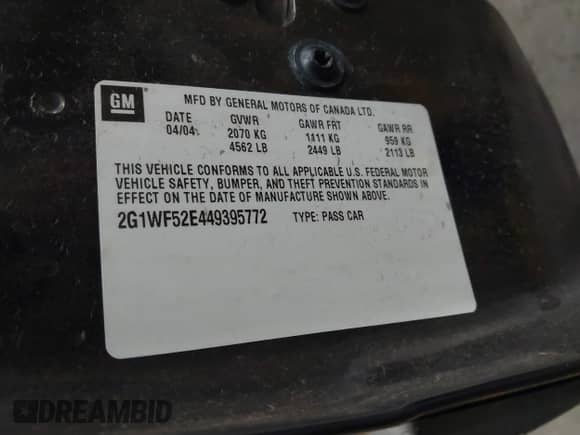 GM
MFD BY GENERAL MOTORS OF CANADA LTD.
DATE GVWR GAWR FRT GAWR RR
04/04 2070 KG 1111 KG 959 KG
4562 LB 2449 LB 2113 LB
THIS VEHICLE CONFORMS TO ALL APPLICABLE U.S. FEDERAL MOTOR
VEHICLE SAFETY, BUMPER, AND THEFT PREVENTION STANDARDS IN
EFFECT ON THE DATE OF MANUFACTURE SHOWN ABOVE.
2G1WF52E449395772 TYPE: PASS CAR
DREAMBID